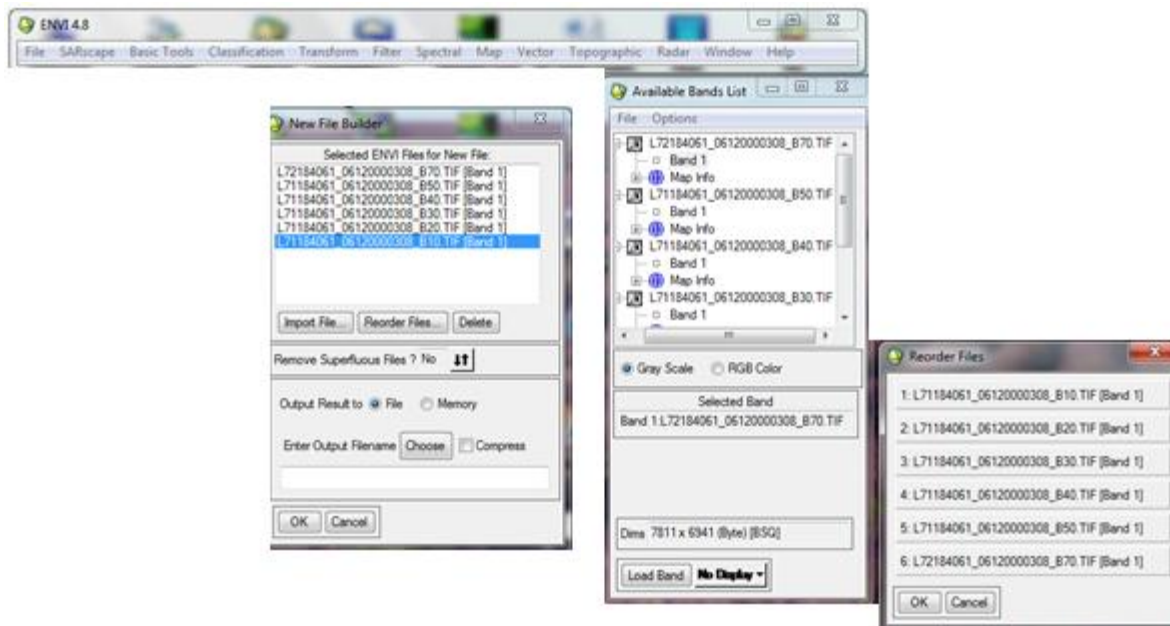 ENVI 4.8
File SARscape Basic Tools Classification Transform Filter Spectral Map Vector Topographic Radar Window Help
New File Builder
Selected ENVI Files for New File:
L72184061_06120000308_B70.TIF [Band 1]
L71184061_06120000308_B50.TIF [Band 1]
L71184061_06120000308_B40.TIF [Band 1]
L71184061_06120000308_B30.TIF [Band 1]
L71184061_06120000308_B20.TIF [Band 1]
L71184061_06120000308_B10.TIF [Band 1]
Import File... Reorder Files... Delete
Remove Superfluous Files ? No
Output Result to File Memory
Enter Output Filename Choose Compress
OK Cancel
Available Bands List
File Options
L72184061_06120000308_B70.TIF
Band 1
Map Info
L71184061_06120000308_B50.TIF
Band 1
Map Info
L71184061_06120000308_B40.TIF
Band 1
Map Info
L71184061_06120000308_B30.TIF
Band 1
Gray Scale RGB Color
Selected Band
Band 1:L72184061_06120000308_B70.TIF
Dims 7811 x 6941 (Byte) [BSQ]
Load Band No Display
Reorder Files
1: L71184061_06120000308_B10.TIF [Band 1]
2: L71184061_06120000308_B20.TIF [Band 1]
3: L71184061_06120000308_B30.TIF [Band 1]
4: L71184061_06120000308_B40.TIF [Band 1]
5: L71184061_06120000308_B50.TIF [Band 1]
6: L72184061_06120000308_B70.TIF [Band 1]
OK Cancel